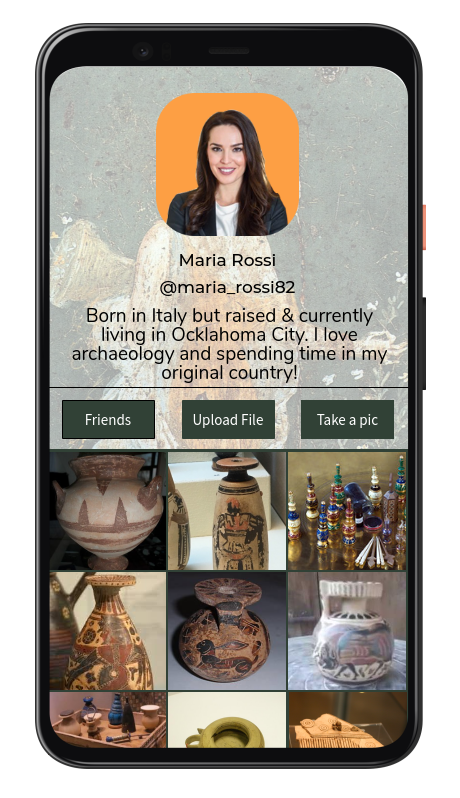 Maria Rossi
@maria_rossi82
Born in Italy but raised & currently
living in Ocklahoma City. I love
archaeology and spending time in my
original country!
Friends
Upload File
Take a pic